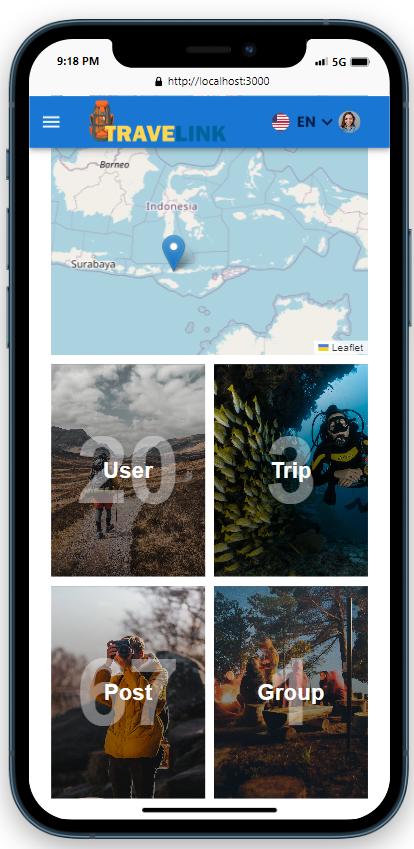 9:18 PM
5G
http://localhost:3000
TRAVELINK
EN
Borneo
Indonesia
Surabaya
Leaflet
20
User
3
Trip
67
Post
1
Group